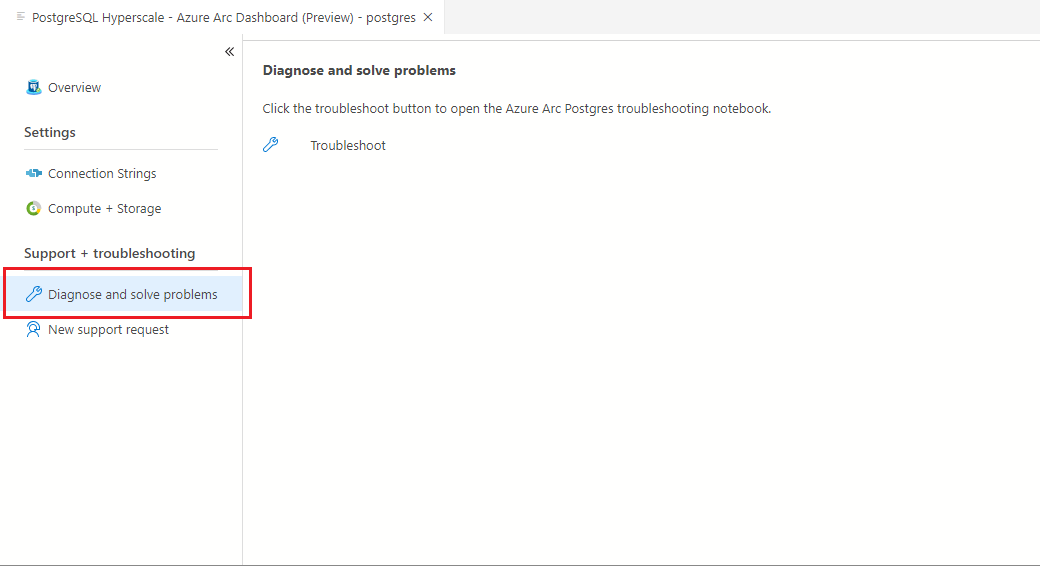 PostgreSQL Hyperscale - Azure Arc Dashboard (Preview) - postgres
Overview
Settings
Connection Strings
Compute + Storage
Support + troubleshooting
Diagnose and solve problems
New support request
Diagnose and solve problems
Click the troubleshoot button to open the Azure Arc Postgres troubleshooting notebook.
Troubleshoot